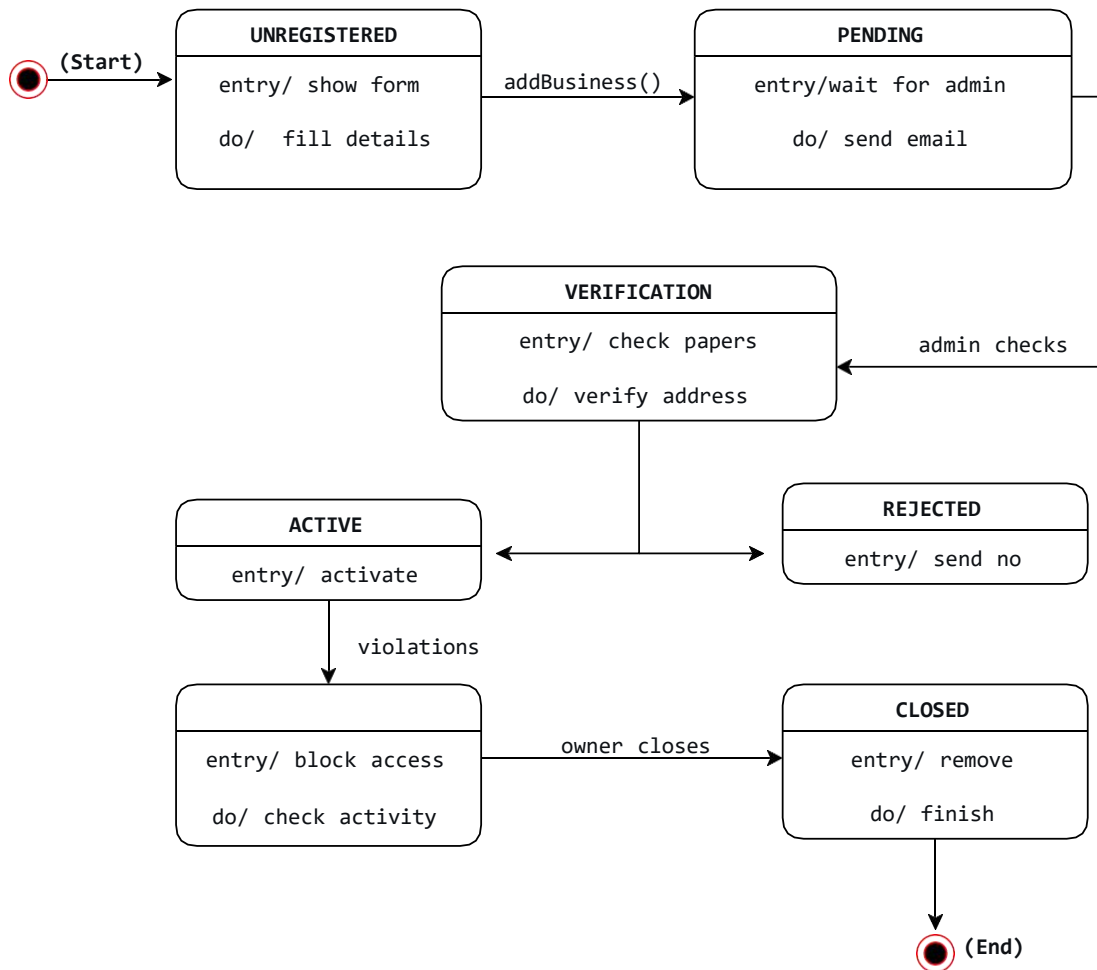 UNREGISTERED
entry/ show form
do/  fill details
(Start)
addBusiness()
PENDING
entry/wait for admin
do/ send email
VERIFICATION
entry/ check papers
do/ verify address
admin checks
ACTIVE
entry/ activate
REJECTED
entry/ send no
violations
entry/ block access
do/ check activity
owner closes
CLOSED
entry/ remove
do/ finish
(End)